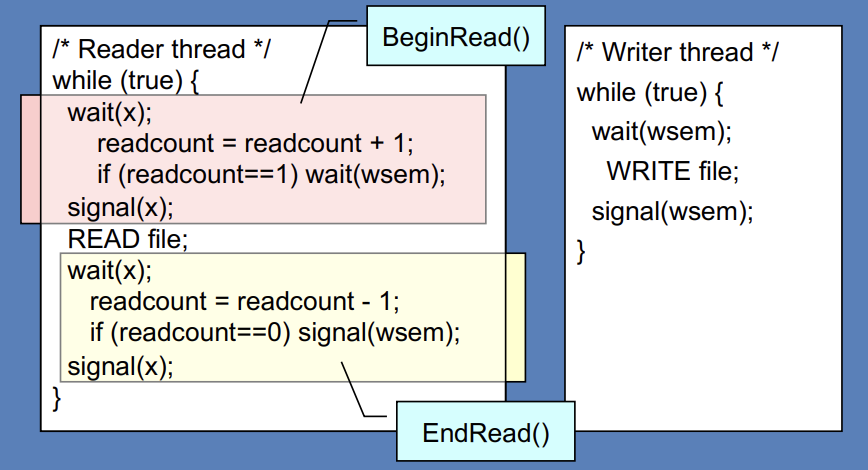 BeginRead()
/* Reader thread */
while (true) {
wait(x);
readcount = readcount + 1;
if (readcount==1) wait(wsem);
signal(x);
READ file;
wait(x);
readcount = readcount - 1;
if (readcount==0) signal(wsem);
signal(x);
}
EndRead()
/* Writer thread */
while (true) {
wait(wsem);
WRITE file;
signal(wsem);
}